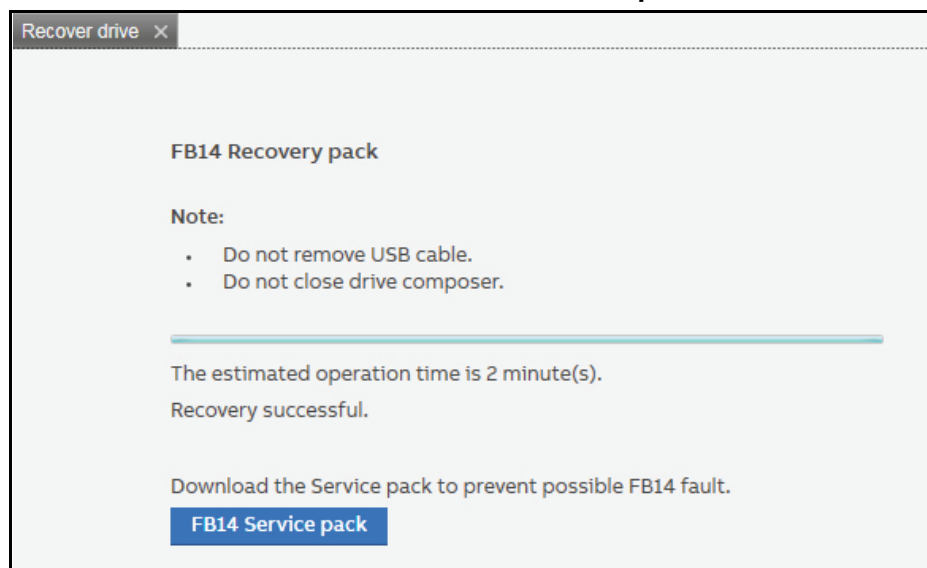 Recover drive ×
FB14 Recovery pack
Note:
• Do not remove USB cable.
• Do not close drive composer.
The estimated operation time is 2 minute(s).
Recovery successful.
Download the Service pack to prevent possible FB14 fault.
FB14 Service pack